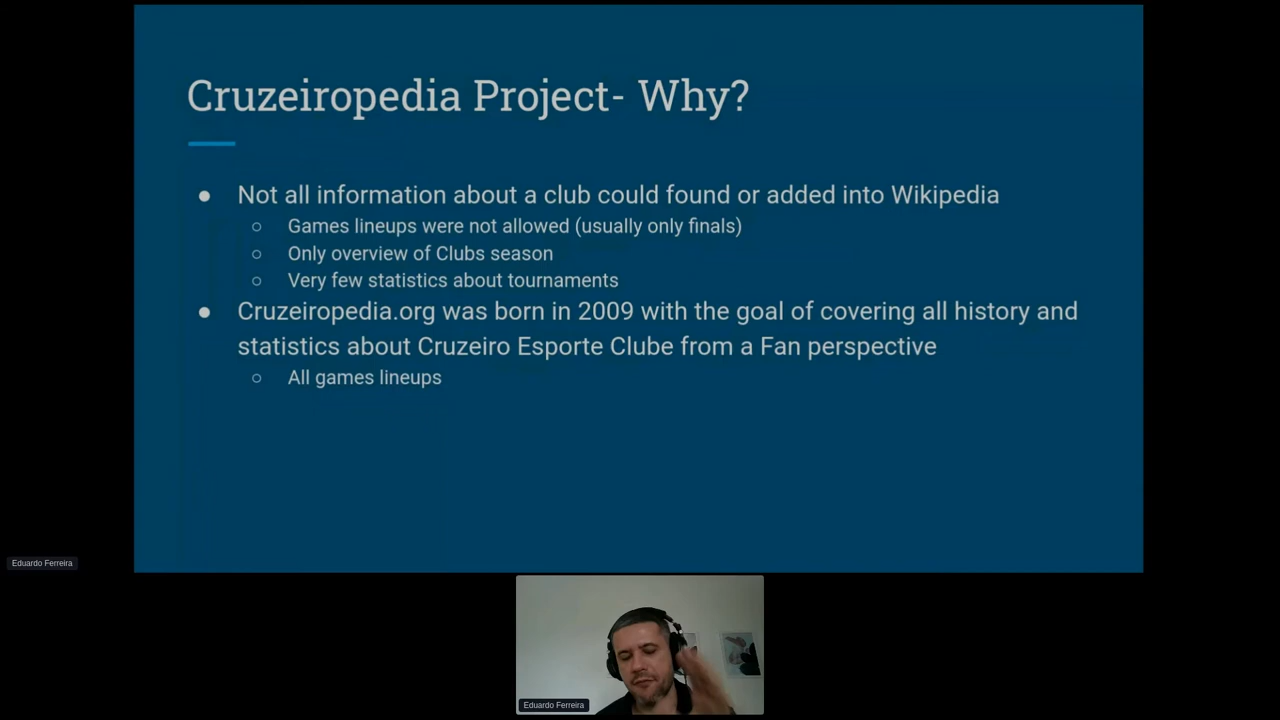 Cruzeiropedia Project- Why?
● Not all information about a club could found or added into Wikipedia
○ Games lineups were not allowed (usually only finals)
○ Only overview of Clubs season
○ Very few statistics about tournaments
● Cruzeiropedia.org was born in 2009 with the goal of covering all history and
statistics about Cruzeiro Esporte Clube from a Fan perspective
○ All games lineups
Eduardo Ferreira
Eduardo Ferreira